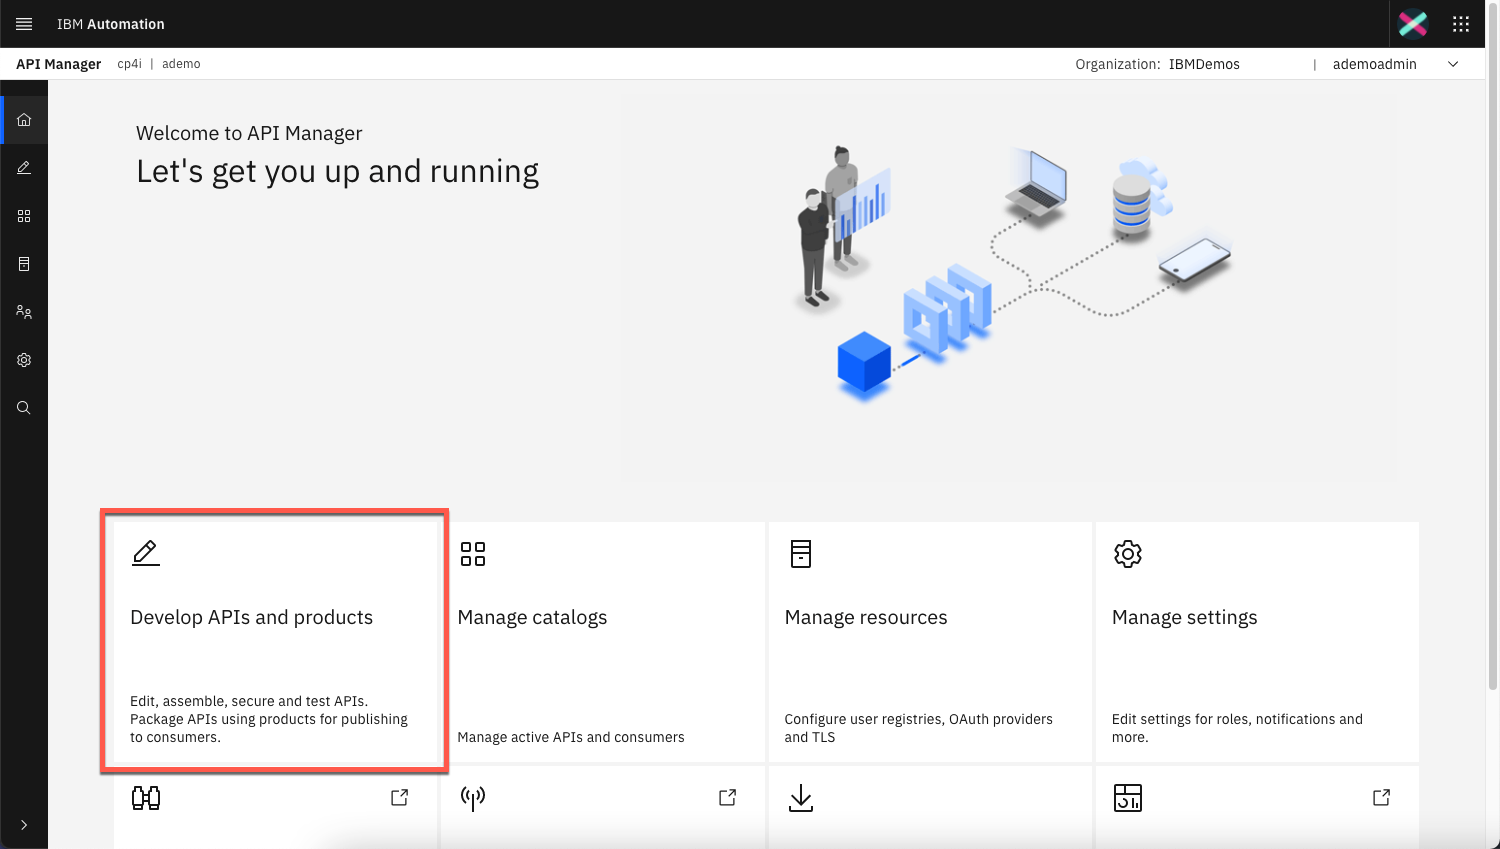 IBM Automation
API Manager cp4i | ademo
Organization: IBMDemos | ademoadmin
Welcome to API Manager
Let's get you up and running
Develop APIs and products
Edit, assemble, secure and test APIs.
Package APIs using products for publishing
to consumers.
Manage catalogs
Manage active APIs and consumers
Manage resources
Configure user registries, OAuth providers
and TLS
Manage settings
Edit settings for roles, notifications and
more.